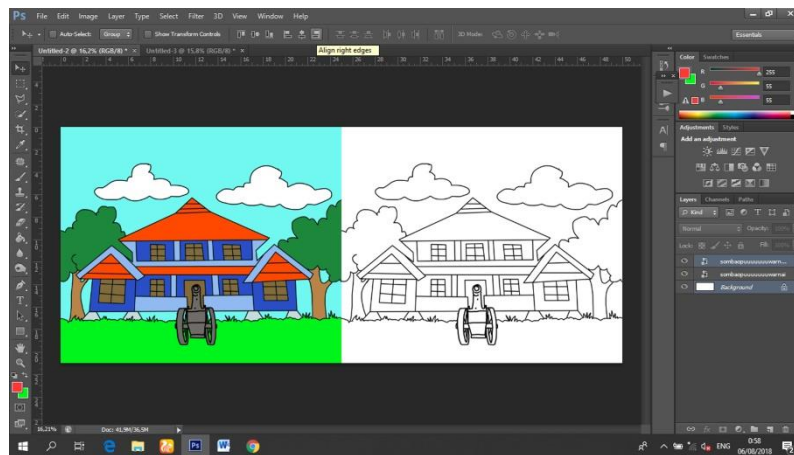 Ps File Edit Image Layer Type Select Filter 3D View Window Help
Auto-Select: Group Show Transform Controls 3D Mode: Essentials
Align right edges
Untitled-2 @ 16,2% (RGB/8) * × Untitled-3 @ 15,8% (RGB/8) * ×
Color Swatches
R 255
G 55
B 55
Adjustments Styles
Add an adjustment
Layers Channels Paths
Kind
Normal Opacity:
Lock: Fill:
Background
16,21% Doc: 41,9M/36,5M
ENG 0:58
06/08/2018